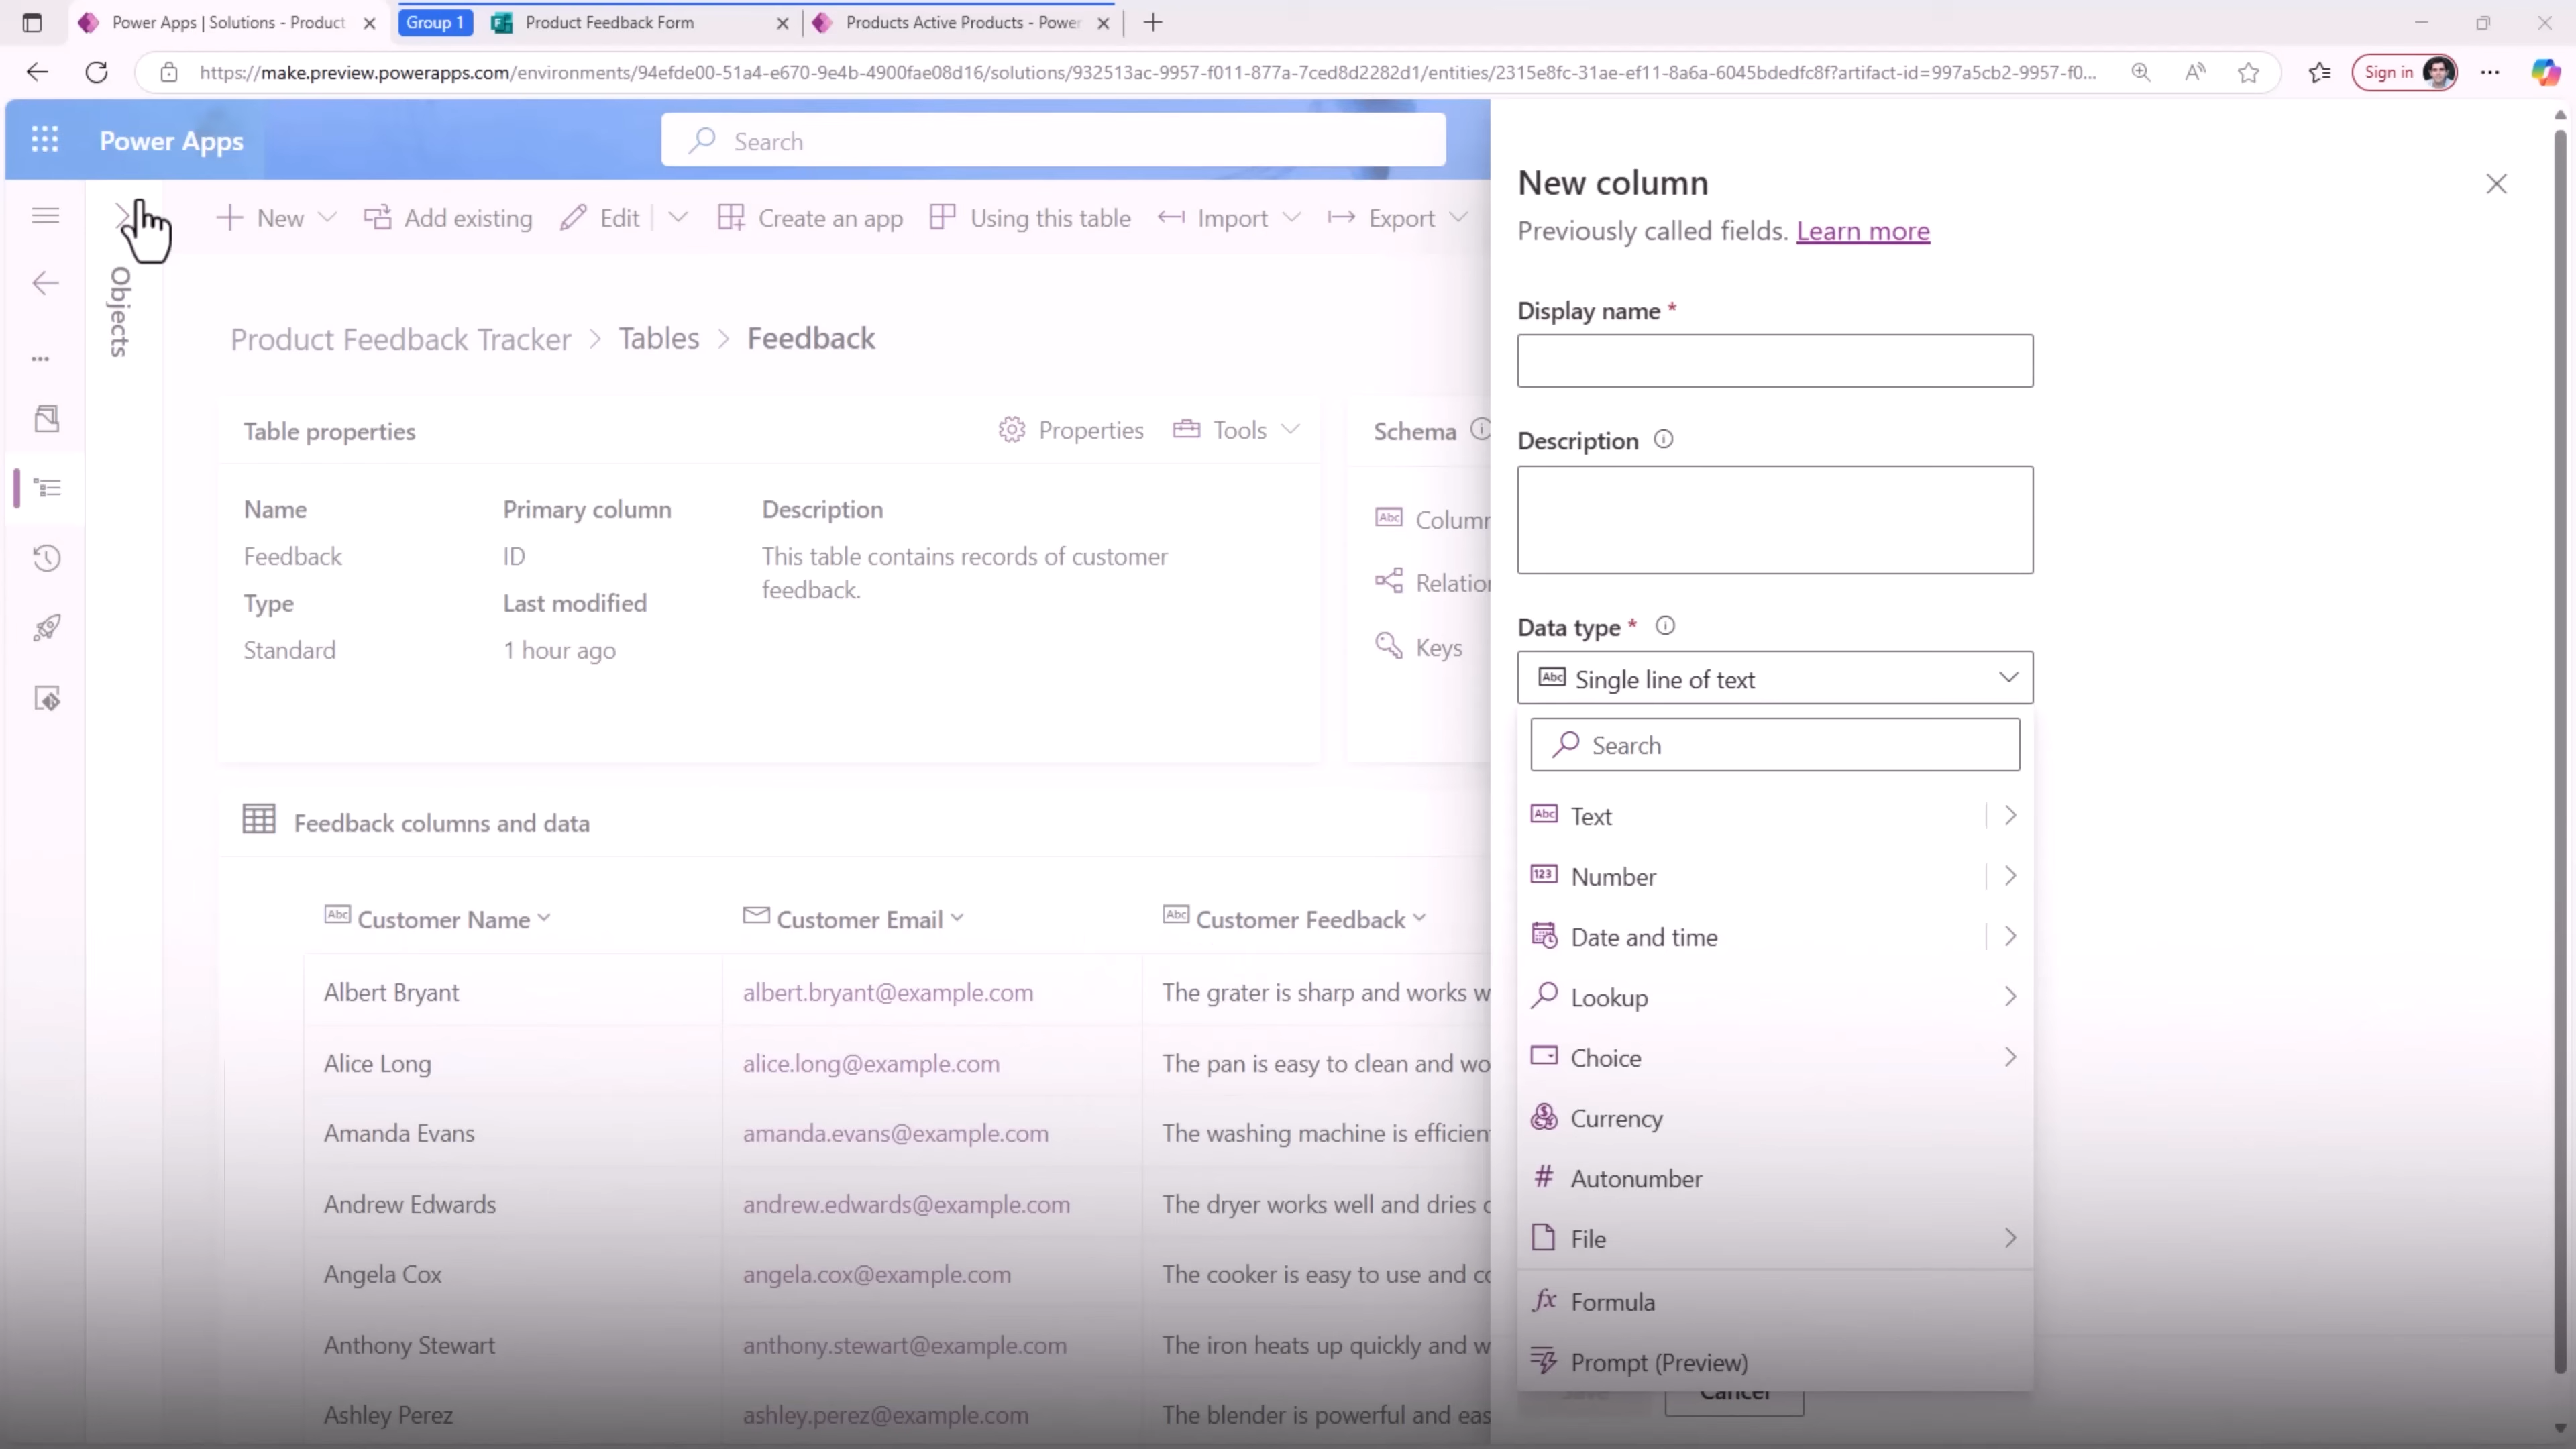 Power Apps | Solutions - Product
Group 1
Product Feedback Form
Products Active Products - Power
https://make.preview.powerapps.com/environments/94efde00-51a4-e670-9e4b-4900fae08d16/solutions/932513ac-9957-f011-877a-7ced8d2282d1/entities/2315e8fc-31ae-ef11-8a6a-6045bdedfc8f?artifact-id=997a5cb2-9957-f0...
Sign in
Power Apps
Search
New
Add existing
Edit
Create an app
Using this table
Import
Export
Objects
Product Feedback Tracker > Tables > Feedback
Table properties
Properties
Tools
Schema
Name
Primary column
Description
Feedback
ID
This table contains records of customer
feedback.
Type
Last modified
Standard
1 hour ago
Column
Relation
Keys
Feedback columns and data
Abc Customer Name
Customer Email
Abc Customer Feedback
Albert Bryant
albert.bryant@example.com
The grater is sharp and works w
Alice Long
alice.long@example.com
The pan is easy to clean and wo
Amanda Evans
amanda.evans@example.com
The washing machine is efficien
Andrew Edwards
andrew.edwards@example.com
The dryer works well and dries c
Angela Cox
angela.cox@example.com
The cooker is easy to use and co
Anthony Stewart
anthony.stewart@example.com
The iron heats up quickly and w
Ashley Perez
ashley.perez@example.com
The blender is powerful and eas
New column
Previously called fields. Learn more
Display name *
Description
Data type *
Abc Single line of text
Search
Abc Text
123 Number
Date and time
Lookup
Choice
Currency
# Autonumber
File
fx Formula
Prompt (Preview)
Cancel